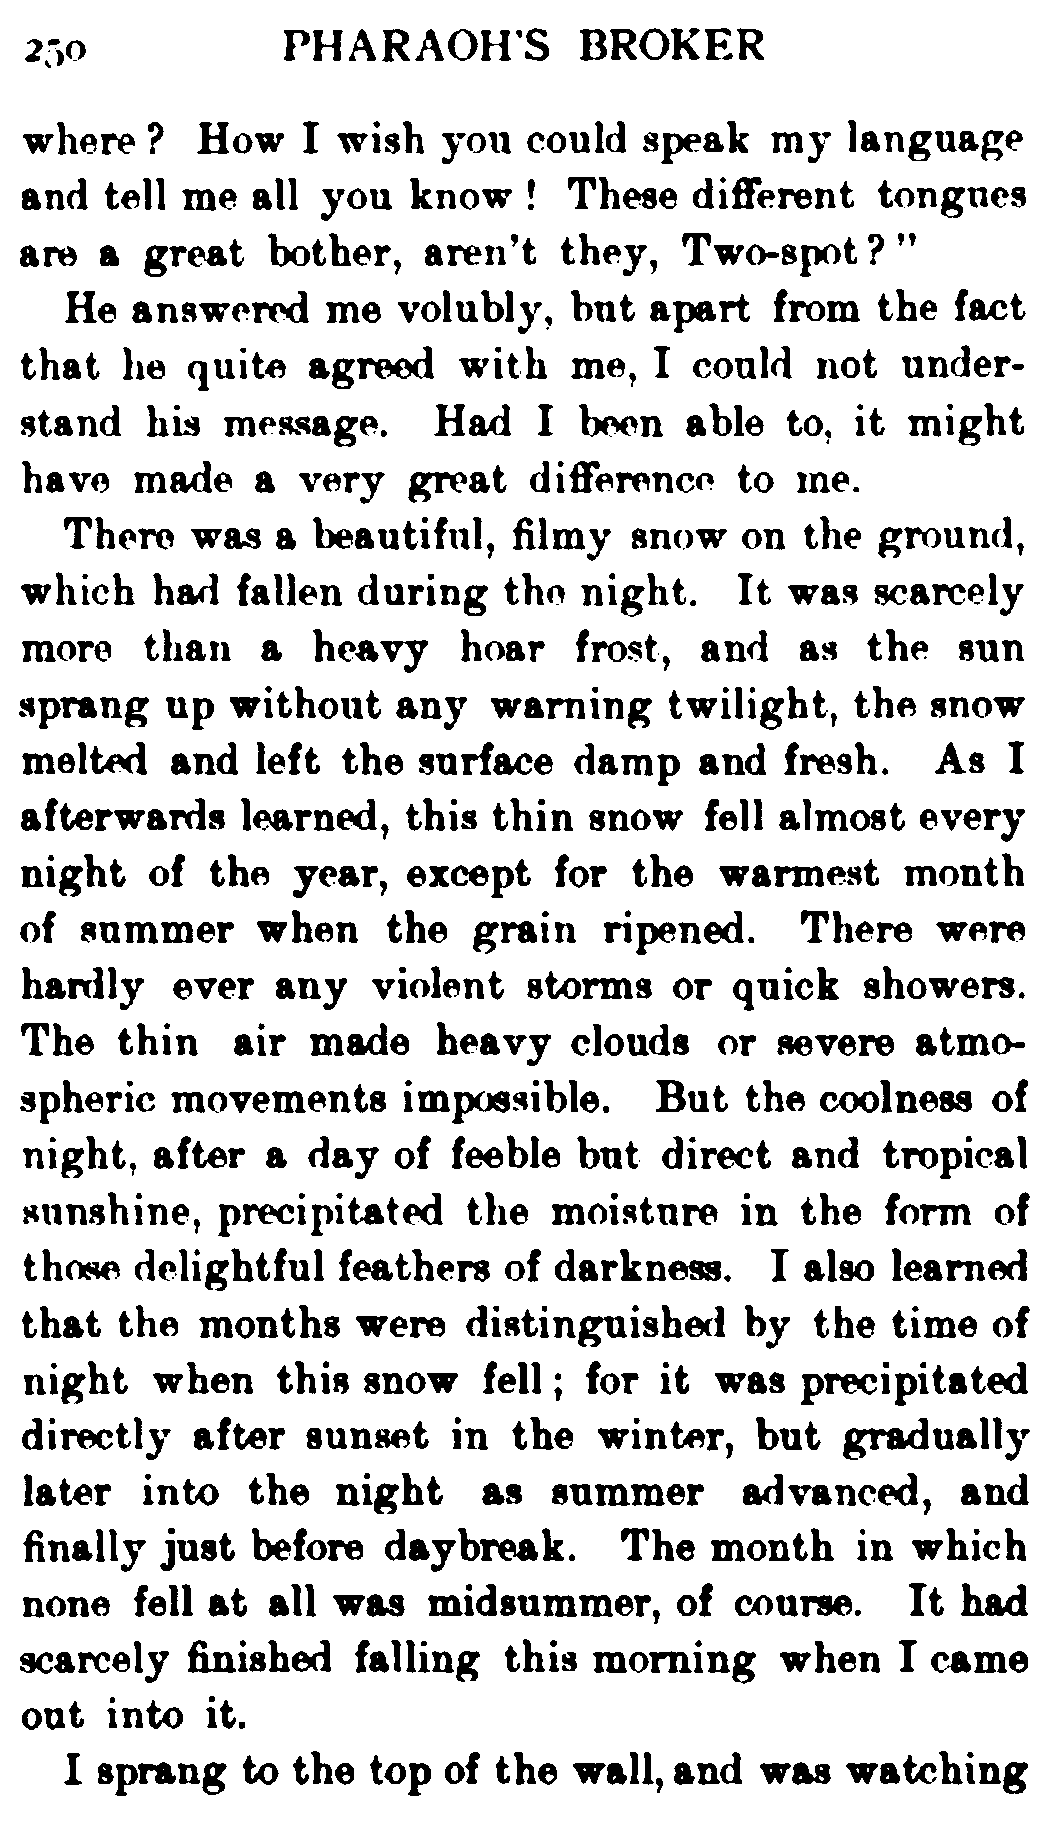 250 PHARAOH'S BROKER
where? How I wish you could speak my language
and tell me all you know! These different tongues
are a great bother, aren't they, Two-spot?"
He answered me volubly, but apart from the fact
that he quite agreed with me, I could not under-
stand his message. Had I been able to, it might
have made a very great difference to me.
There was a beautiful, filmy snow on the ground,
which had fallen during the night. It was scarcely
more than a heavy hoar frost, and as the sun
sprang up without any warning twilight, the snow
melted and left the surface damp and fresh. As I
afterwards learned, this thin snow fell almost every
night of the year, except for the warmest month
of summer when the grain ripened. There were
hardly ever any violent storms or quick showers.
The thin air made heavy clouds or severe atmo-
spheric movements impossible. But the coolness of
night, after a day of feeble but direct and tropical
sunshine, precipitated the moisture in the form of
those delightful feathers of darkness. I also learned
that the months were distinguished by the time of
night when this snow fell; for it was precipitated
directly after sunset in the winter, but gradually
later into the night as summer advanced, and
finally just before daybreak. The month in which
none fell at all was midsummer, of course. It had
scarcely finished falling this morning when I came
out into it.
I sprang to the top of the wall, and was watching